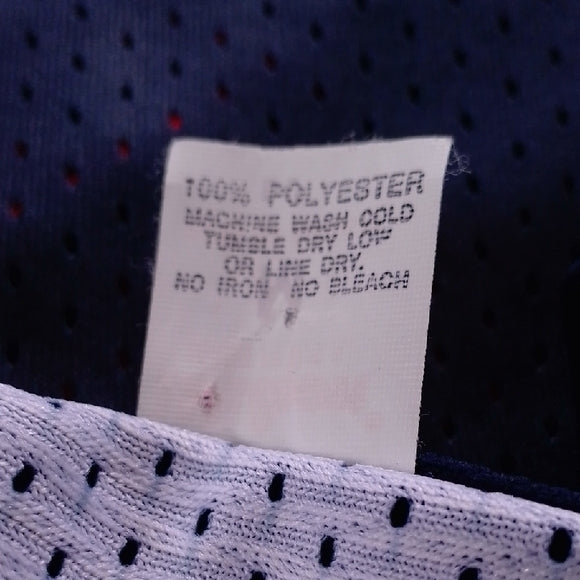 100% POLYESTER
MACHINE WASH COLD
TUMBLE DRY LOW
OR LINE DRY.
NO IRON NO BLEACH